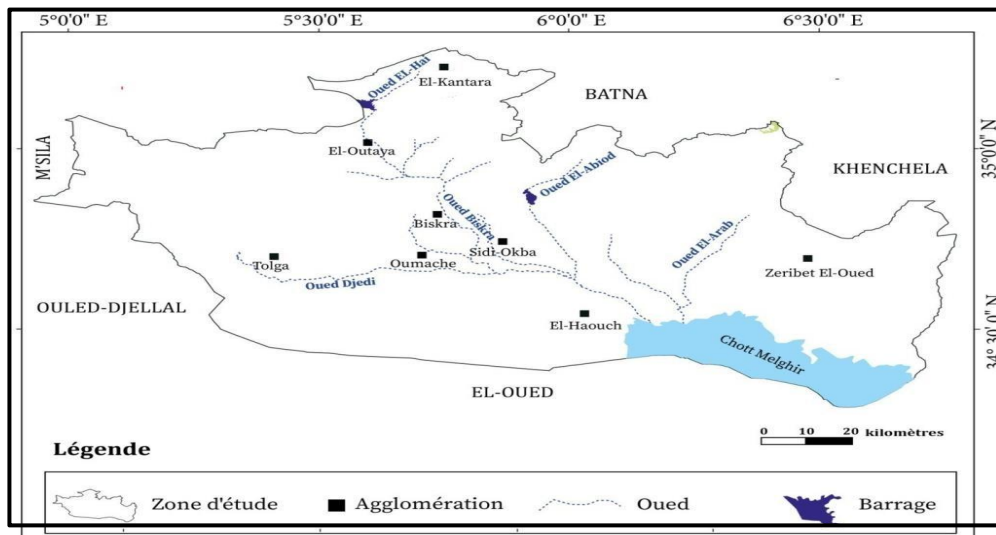 5°0'0" E 5°30'0" E 6°0'0" E 6°30'0" E
Oued EL-Hai
El-Kantara
BATNA
M'SILA
El-Outaya
35°0'0" N
Oued El-Abiod
KHENCHELA
Biskra
Oued Biskra
Sidi-Okba
Oued El-Arab
Tolga
Oumache
Zeribet El-Oued
Oued Djedi
OULED-DJELLAL
El-Haouch
34°30'0" N
Chott Melghir
EL-OUED
0 10 20 kilomètres
Légende
Zone d'étude Agglomération Oued Barrage